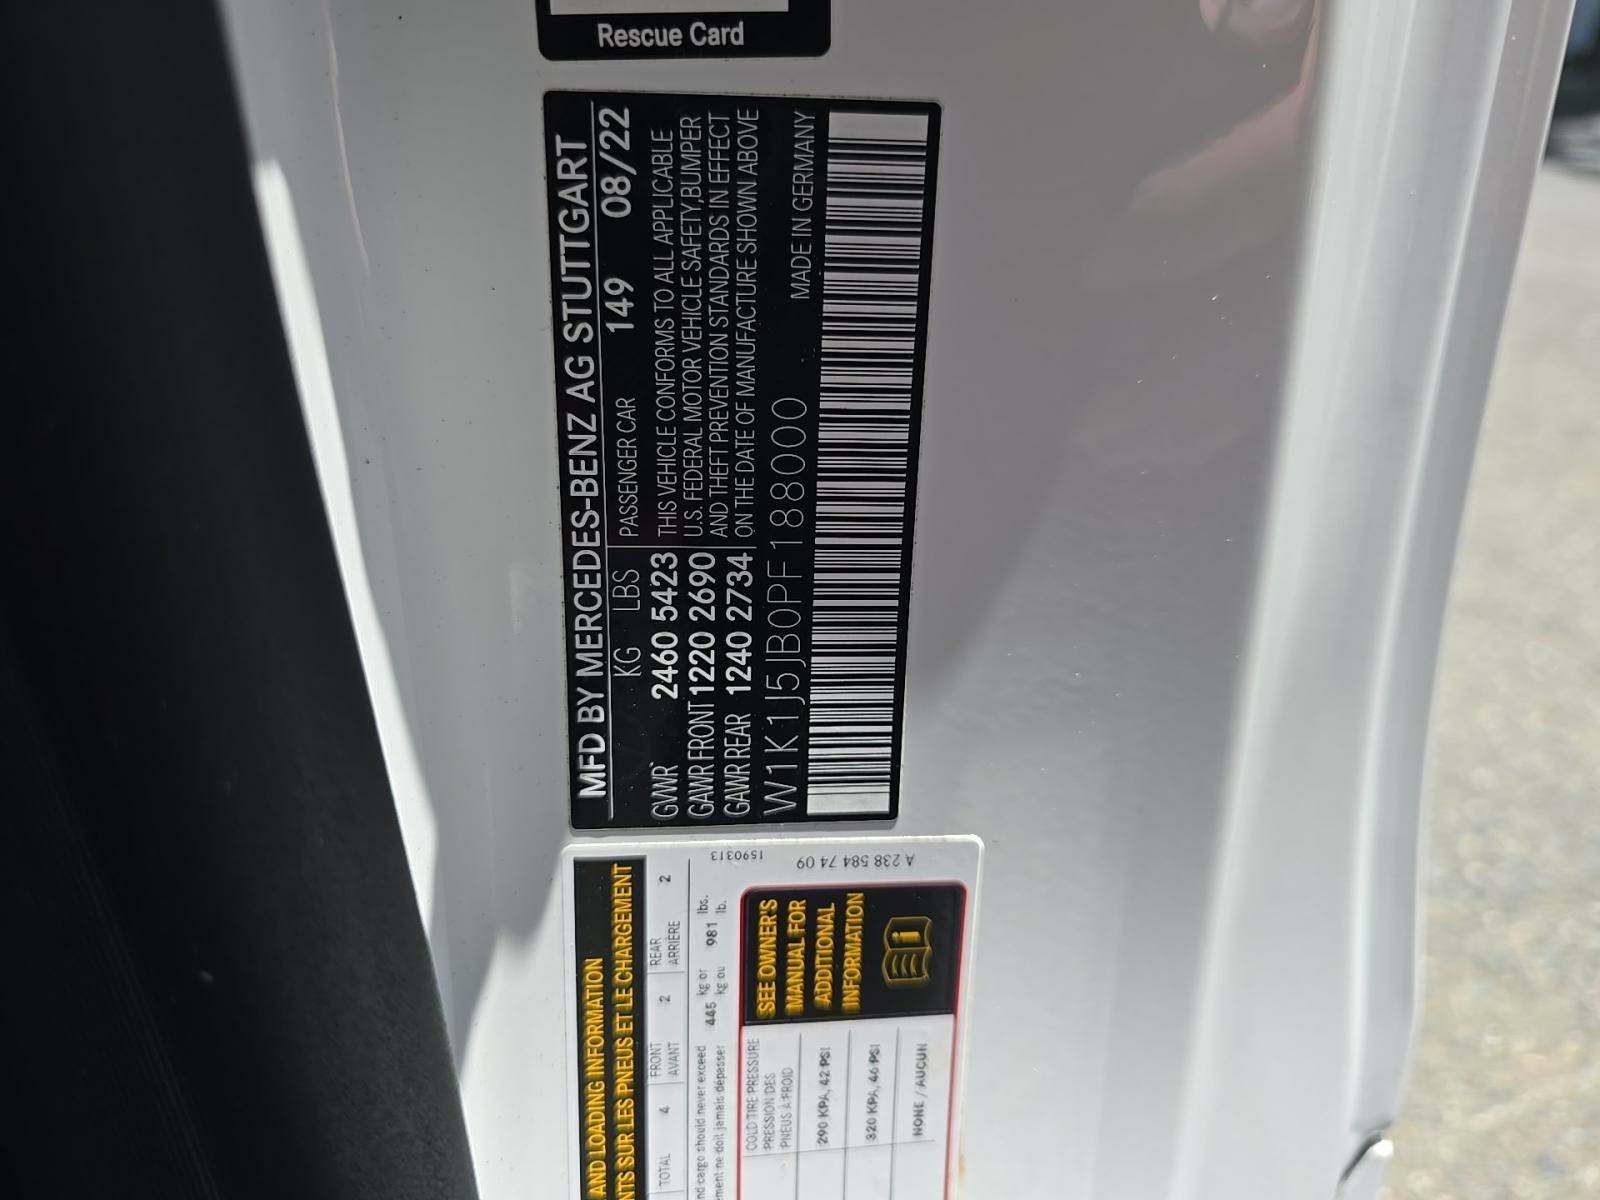 Rescue Card
MFD BY MERCEDES-BENZ AG STUTTGART
KG LBS PASSENGER CAR 149 08/22
GVWR 2460 5423
GAWR FRONT 1220 2690
GAWR REAR 1240 2734
THIS VEHICLE CONFORMS TO ALL APPLICABLE
U.S. FEDERAL MOTOR VEHICLE SAFETY, BUMPER
AND THEFT PREVENTION STANDARDS IN EFFECT
ON THE DATE OF MANUFACTURE SHOWN ABOVE
W1K1J5JB0PF188000 MADE IN GERMANY
AND LOADING INFORMATION
SUR LES PNEUS ET LE CHARGEMENT
TOTAL 4 FRONT 2 REAR 2
AVANT ARRIÈRE
cargo should never exceed 445 kg or 981 lbs.
ne doit jamais dépasser kg ou lb.
COLD TIRE PRESSURE
PRESSION DES
PNEUS À FROID
290 KPA, 42 PSI
320 KPA, 46 PSI
NONE / AUCUN
SEE OWNER'S
MANUAL FOR
ADDITIONAL
INFORMATION
1590313
A 238 584 74 09